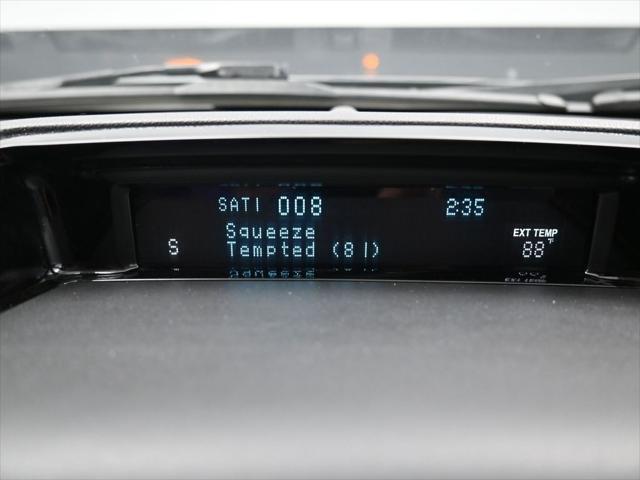 SAT1 008 2:35
Squeeze
Tempted (81)
EXT TEMP
S 88°F